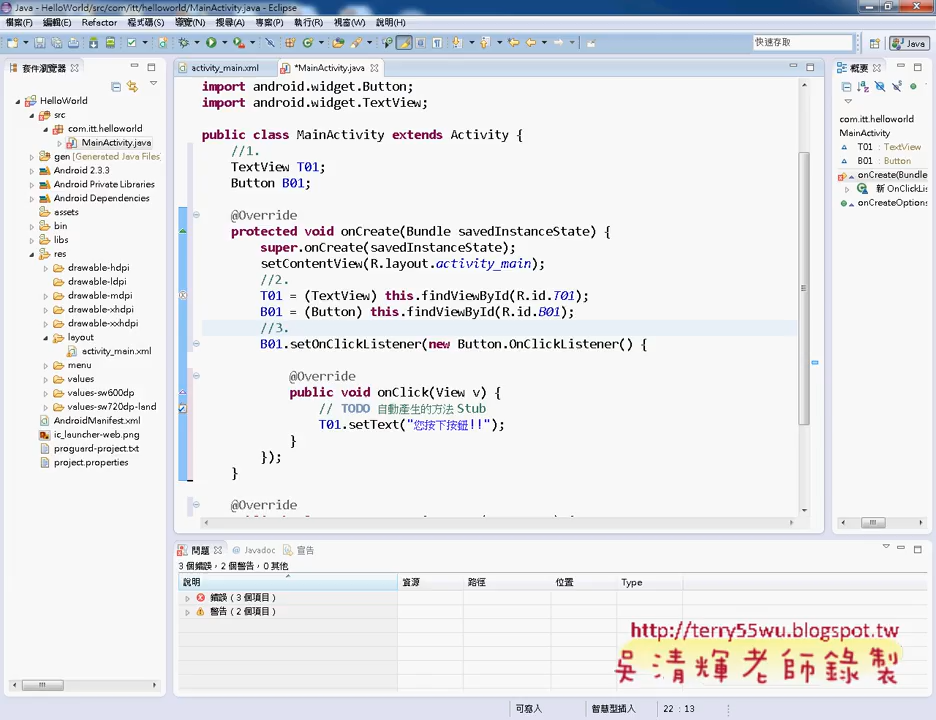 Java - HelloWorld/src/com/itt/helloworld/MainActivity.java - Eclipse
檔案(F) 編輯(E) Refactor 程式碼(S) 導覽(N) 搜尋(A) 專案(P) 執行(R) 視窗(W) 說明(H)
快速存取
Java
套件瀏覽器
HelloWorld
src
com.itt.helloworld
MainActivity.java
gen [Generated Java Files]
Android 2.3.3
Android Private Libraries
Android Dependencies
assets
bin
libs
res
drawable-hdpi
drawable-ldpi
drawable-mdpi
drawable-xhdpi
drawable-xxhdpi
layout
activity_main.xml
menu
values
values-sw600dp
values-sw720dp-land
AndroidManifest.xml
ic_launcher-web.png
proguard-project.txt
project.properties
activity_main.xml *MainActivity.java
import android.widget.Button;
import android.widget.TextView;
public class MainActivity extends Activity {
//1.
TextView T01;
Button B01;
@Override
protected void onCreate(Bundle savedInstanceState) {
super.onCreate(savedInstanceState);
setContentView(R.layout.activity_main);
//2.
T01 = (TextView) this.findViewById(R.id.T01);
B01 = (Button) this.findViewById(R.id.B01);
//3.
B01.setOnClickListener(new Button.OnClickListener() {
@Override
public void onClick(View v) {
// TODO 自動產生的方法 Stub
T01.setText("您按下按鈕!!");
}
});
}
@Override
概要
com.itt.helloworld
MainActivity
T01 : TextView
B01 : Button
onCreate(Bundle
新 OnClickLis
onCreateOptions
問題 @ Javadoc 宣告
3 個錯誤，2 個警告，0 其他
說明 資源 路徑 位置 Type
錯誤 (3 個項目)
警告 (2 個項目)
http://terry55wu.blogspot.tw
吳清輝老師錄製
可寫入 智慧型插入 22 : 13